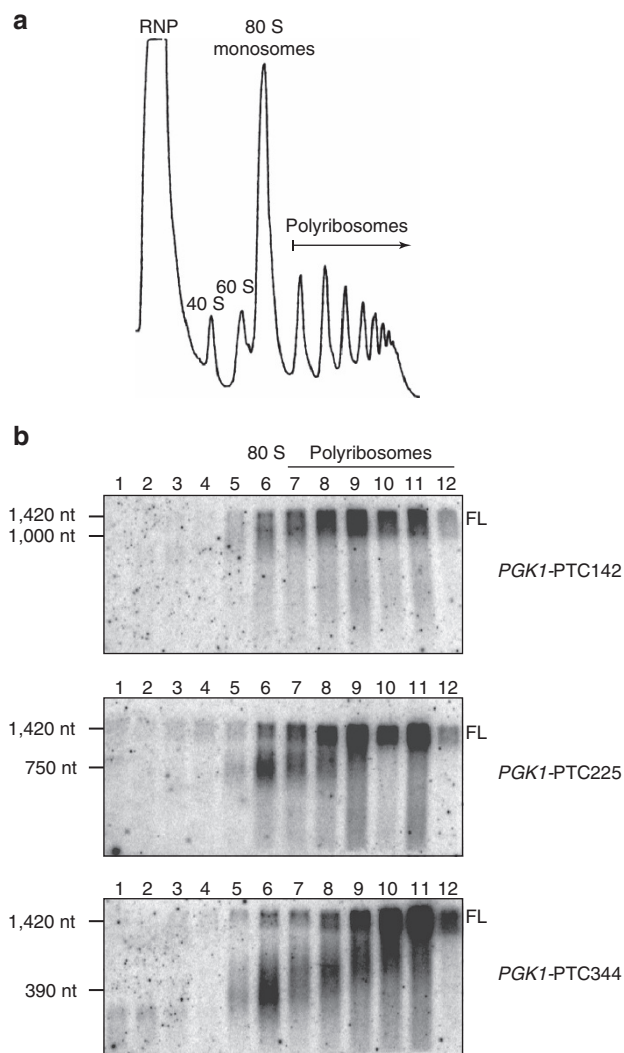 a
RNP
80 S
monosomes
Polyribosomes
40 S
60 S
b
80 S
Polyribosomes
1 2 3 4 5 6 7 8 9 10 11 12
1,420 nt
FL
1,000 nt
PGK1-PTC142
1 2 3 4 5 6 7 8 9 10 11 12
1,420 nt
FL
750 nt
PGK1-PTC225
1 2 3 4 5 6 7 8 9 10 11 12
1,420 nt
FL
390 nt
PGK1-PTC344